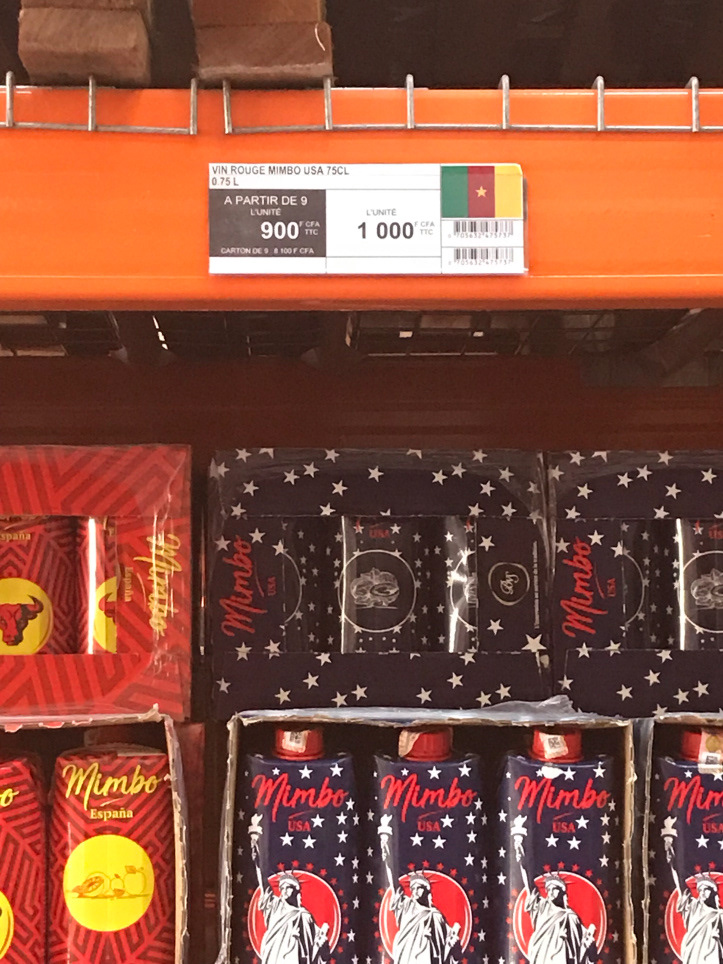 VIN ROUGE MIMBO USA 75CL
0.75 L
A PARTIR DE 9
L'UNITÉ
900 F CFA TTC
CARTON DE 9 8 100 F CFA
L'UNITÉ
1 000 F CFA TTC
España
España
Mimbo
Mimbo
USA
USA
Mimbo
USA
USA
Mimbo
España
Mimbo
USA
Mimbo
USA
Mimbo
USA
USA